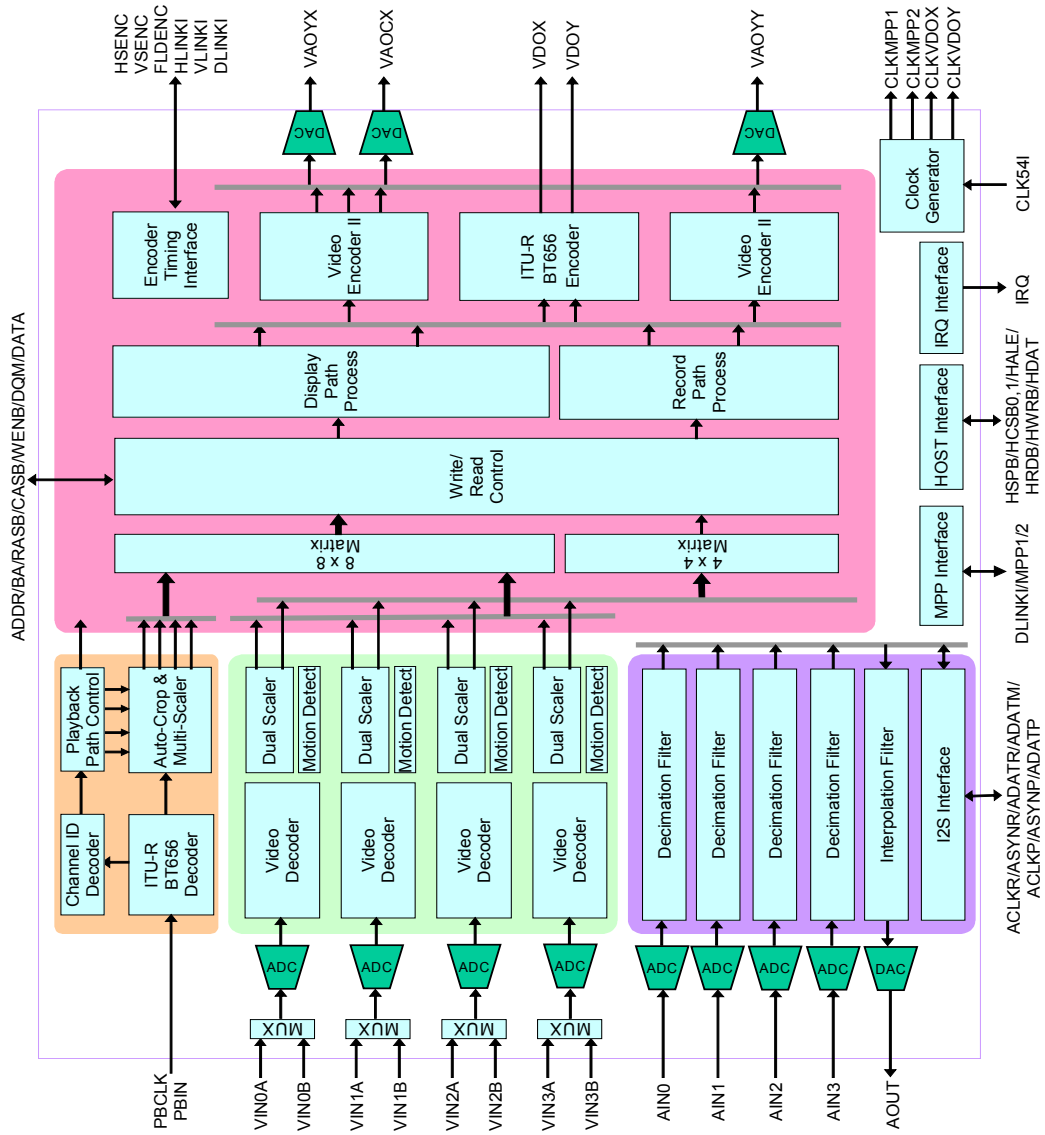 HSENC
VSENC
FLDENC
HLINKI
VLINKI
DLINKI
VAOYX
VAOCX
VDOX
VDOY
VAOYY
CLKMPP1
CLKMPP2
CLKVDOX
CLKVDOY
DAC
DAC
DAC
Clock
Generator
CLK54I
Encoder
Timing
Interface
Video
Encoder II
ITU-R
BT656
Encoder
Video
Encoder II
IRQ Interface
IRQ
Display
Path
Process
Record
Path
Process
HOST Interface
HSPB/HCSB0,1/HALE/
HRDB/HWRB/HDAT
ADDR/BA/RASB/CASB/WENB/DQM/DATA
Write/
Read
Control
8 x 8
Matrix
4 x 4
Matrix
MPP Interface
DLINKI/MPP1/2
Playback
Path Control
Auto-Crop &
Multi-Scaler
Dual Scaler
Motion Detect
Dual Scaler
Motion Detect
Dual Scaler
Motion Detect
Dual Scaler
Motion Detect
Channel ID
Decoder
ITU-R
BT656
Decoder
Video
Decoder
Video
Decoder
Video
Decoder
Video
Decoder
Decimation Filter
Decimation Filter
Decimation Filter
Decimation Filter
Interpolation Filter
I2S Interface
ACLKR/ASYNR/ADATR/ADATM/
ACLKP/ASYNP/ADATP
ADC
ADC
ADC
ADC
ADC
ADC
ADC
ADC
DAC
MUX
MUX
MUX
MUX
PBCLK
PBIN
VIN0A
VIN0B
VIN1A
VIN1B
VIN2A
VIN2B
VIN3A
VIN3B
AIN0
AIN1
AIN2
AIN3
AOUT